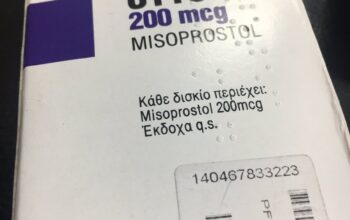 200 mcg
MISOPROSTOL
Κάθε δισκίο περιέχει:
Misoprostol 200mcg
Έκδοχα q.s.
140467833223